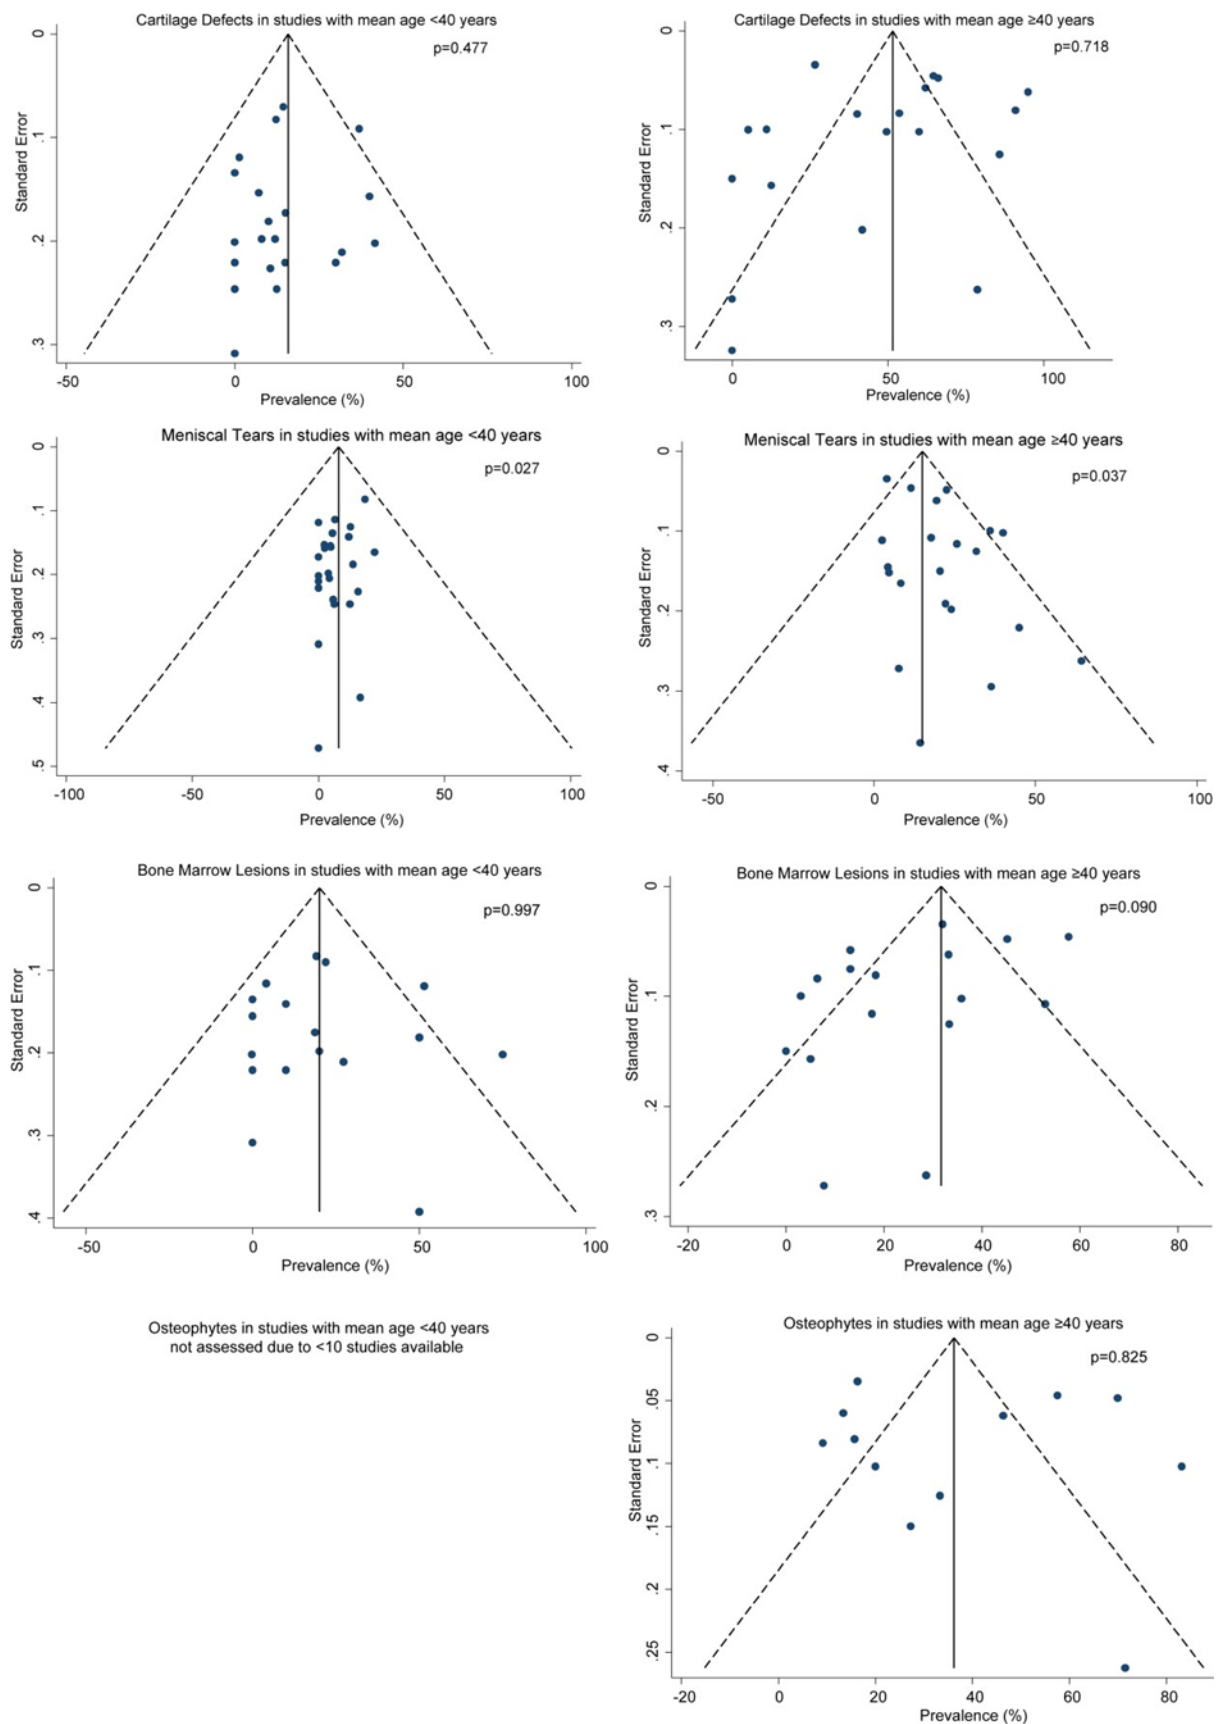 Cartilage Defects in studies with mean age <40 years
p=0.477
0
.1
.2
.3
Standard Error
-50
0
50
100
Prevalence (%)
Cartilage Defects in studies with mean age ≥40 years
p=0.718
0
.1
.2
.3
Standard Error
0
50
100
Prevalence (%)
Meniscal Tears in studies with mean age <40 years
p=0.027
0
.1
.2
.3
.4
.5
Standard Error
-100
-50
0
50
100
Prevalence (%)
Meniscal Tears in studies with mean age ≥40 years
p=0.037
0
.1
.2
.3
.4
Standard Error
-50
0
50
100
Prevalence (%)
Bone Marrow Lesions in studies with mean age <40 years
p=0.997
0
.1
.2
.3
.4
Standard Error
-50
0
50
100
Prevalence (%)
Bone Marrow Lesions in studies with mean age ≥40 years
p=0.090
0
.1
.2
.3
Standard Error
-20
0
20
40
60
80
Prevalence (%)
Osteophytes in studies with mean age <40 years
not assessed due to <10 studies available
Osteophytes in studies with mean age ≥40 years
p=0.825
0
.05
.1
.15
.2
.25
Standard Error
-20
0
20
40
60
80
Prevalence (%)